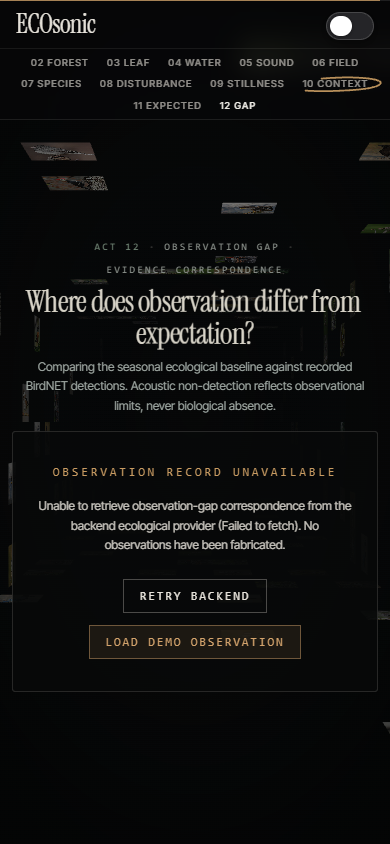 ECOsonic
02 FOREST 03 LEAF 04 WATER 05 SOUND 06 FIELD
07 SPECIES 08 DISTURBANCE 09 STILLNESS 10 CONTEXT
11 EXPECTED 12 GAP
ACT 12 · OBSERVATION GAP ·
EVIDENCE CORRESPONDENCE
Where does observation differ from
expectation?
Comparing the seasonal ecological baseline against recorded
BirdNET detections. Acoustic non-detection reflects observational
limits, never biological absence.
OBSERVATION RECORD UNAVAILABLE
Unable to retrieve observation-gap correspondence from the
backend ecological provider (Failed to fetch). No
observations have been fabricated.
RETRY BACKEND
LOAD DEMO OBSERVATION